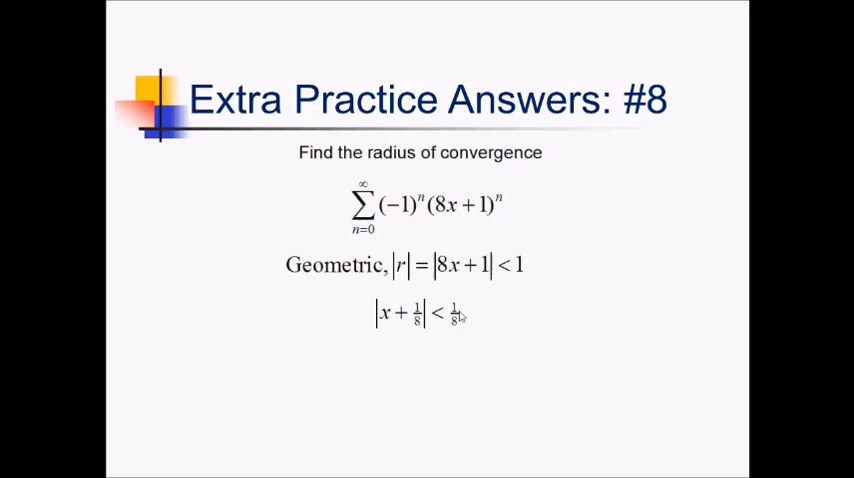 Extra Practice Answers: #8
Find the radius of convergence
∑_{n=0}^{∞} (−1)^n (8x + 1)^n
Geometric, |r| = |8x + 1| < 1
|x + 1/8| < 1/8